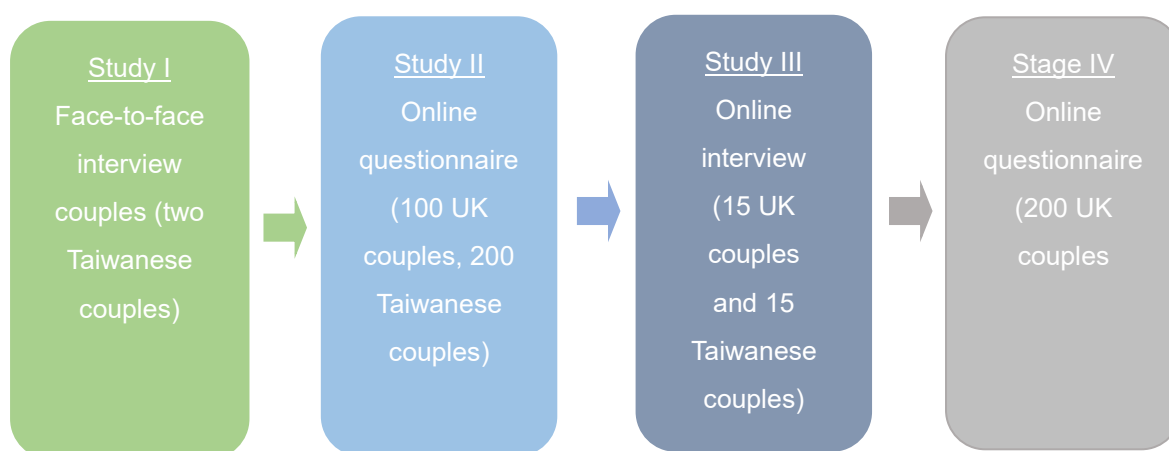 Study I
Face-to-face
interview
couples (two
Taiwanese
couples)
Study II
Online
questionnaire
(100 UK
couples, 200
Taiwanese
couples)
Study III
Online
interview
(15 UK
couples
and 15
Taiwanese
couples)
Stage IV
Online
questionnaire
(200 UK
couples